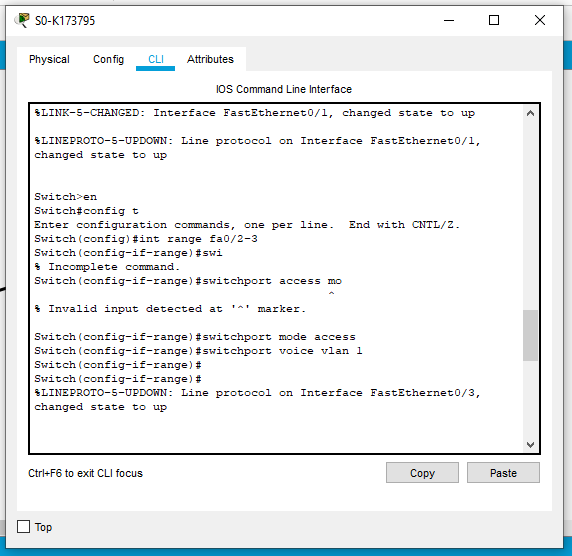 S0-K173795
Physical Config CLI Attributes
IOS Command Line Interface
%LINK-5-CHANGED: Interface FastEthernet0/1, changed state to up
%LINEPROTO-5-UPDOWN: Line protocol on Interface FastEthernet0/1,
changed state to up
Switch>en
Switch#config t
Enter configuration commands, one per line.  End with CNTL/Z.
Switch(config)#int range fa0/2-3
Switch(config-if-range)#swi
% Incomplete command.
Switch(config-if-range)#switchport access mo
^
% Invalid input detected at '^' marker.
Switch(config-if-range)#switchport mode access
Switch(config-if-range)#switchport voice vlan 1
Switch(config-if-range)#
Switch(config-if-range)#
%LINEPROTO-5-UPDOWN: Line protocol on Interface FastEthernet0/3,
changed state to up
Ctrl+F6 to exit CLI focus
Copy
Paste
Top